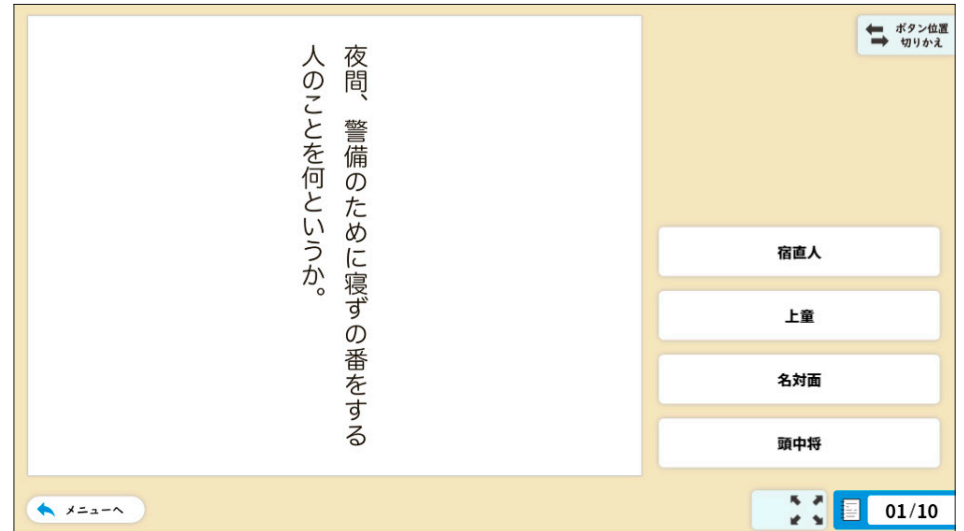 夜間、警備のために寝ずの番をする
人のことを何というか。
ボタン位置
切りかえ
宿直人
上童
名対面
頭中将
メニューへ
01/10